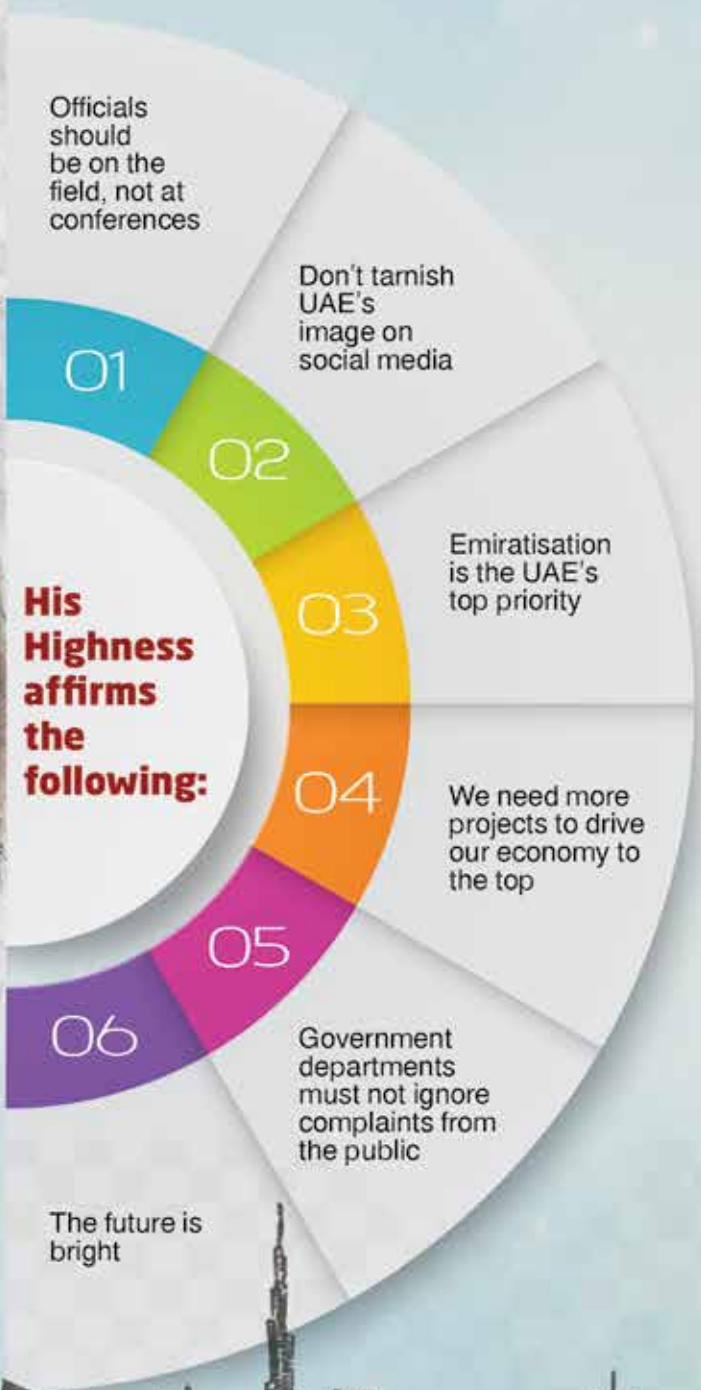 His
Highness
affirms
the
following:
01
Officials
should
be on the
field, not at
conferences
02
Don't tarnish
UAE's
image on
social media
03
Emiratisation
is the UAE's
top priority
04
We need more
projects to drive
our economy to
the top
05
Government
departments
must not ignore
complaints from
the public
06
The future is
bright